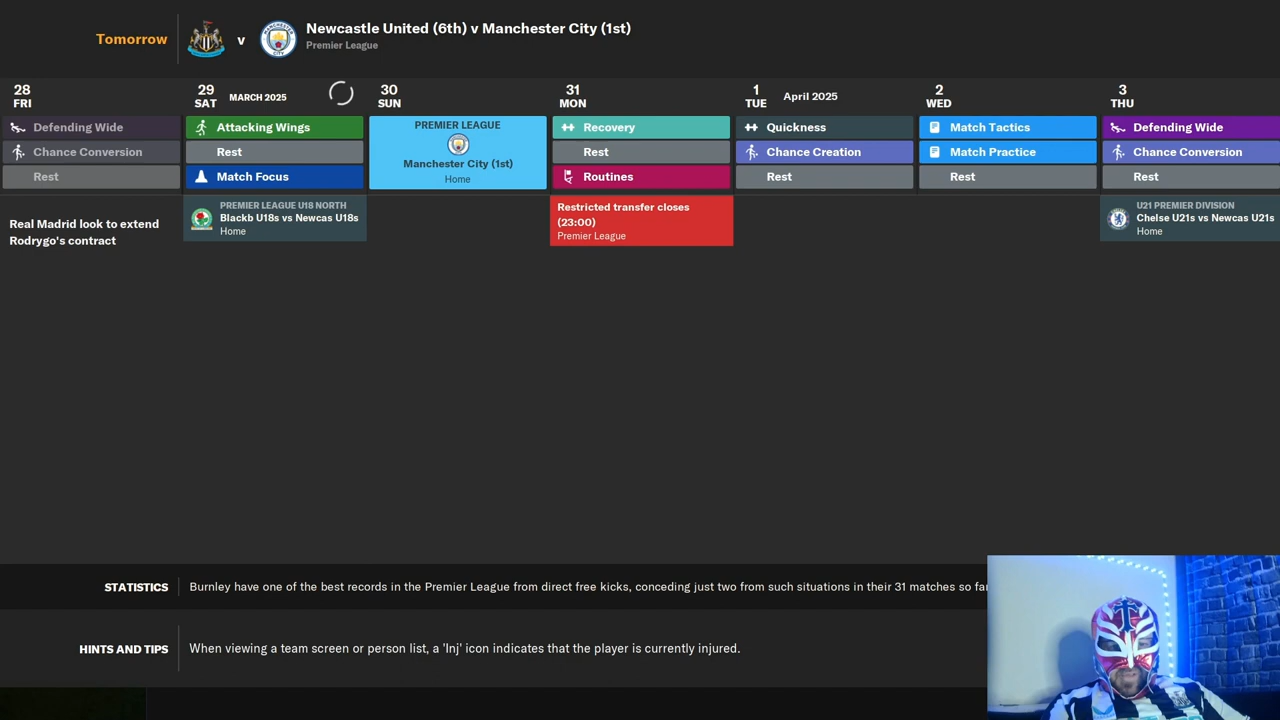 Tomorrow
v
Newcastle United (6th) v Manchester City (1st)
Premier League
28
FRI
29
SAT
MARCH 2025
30
SUN
31
MON
1
TUE
April 2025
2
WED
3
THU
Defending Wide
Chance Conversion
Rest
Attacking Wings
Rest
Match Focus
PREMIER LEAGUE
Manchester City (1st)
Home
Recovery
Rest
Routines
Quickness
Chance Creation
Rest
Match Tactics
Match Practice
Rest
Defending Wide
Chance Conversion
Rest
Real Madrid look to extend
Rodrygo's contract
PREMIER LEAGUE U18 NORTH
Blackb U18s vs Newcas U18s
Home
Restricted transfer closes
(23:00)
Premier League
U21 PREMIER DIVISION
Chelse U21s vs Newcas U21s
Home
STATISTICS
Burnley have one of the best records in the Premier League from direct free kicks, conceding just two from such situations in their 31 matches so far
HINTS AND TIPS
When viewing a team screen or person list, a 'Inj' icon indicates that the player is currently injured.